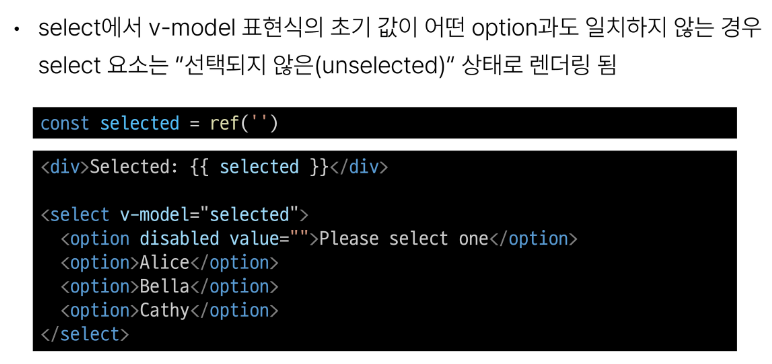 • select에서 v-model 표현식의 초기 값이 어떤 option과도 일치하지 않는 경우
select 요소는 “선택되지 않은(unselected)” 상태로 렌더링 됨
const selected = ref('')
<div>Selected: {{ selected }}</div>
<select v-model="selected">
  <option disabled value="">Please select one</option>
  <option>Alice</option>
  <option>Bella</option>
  <option>Cathy</option>
</select>